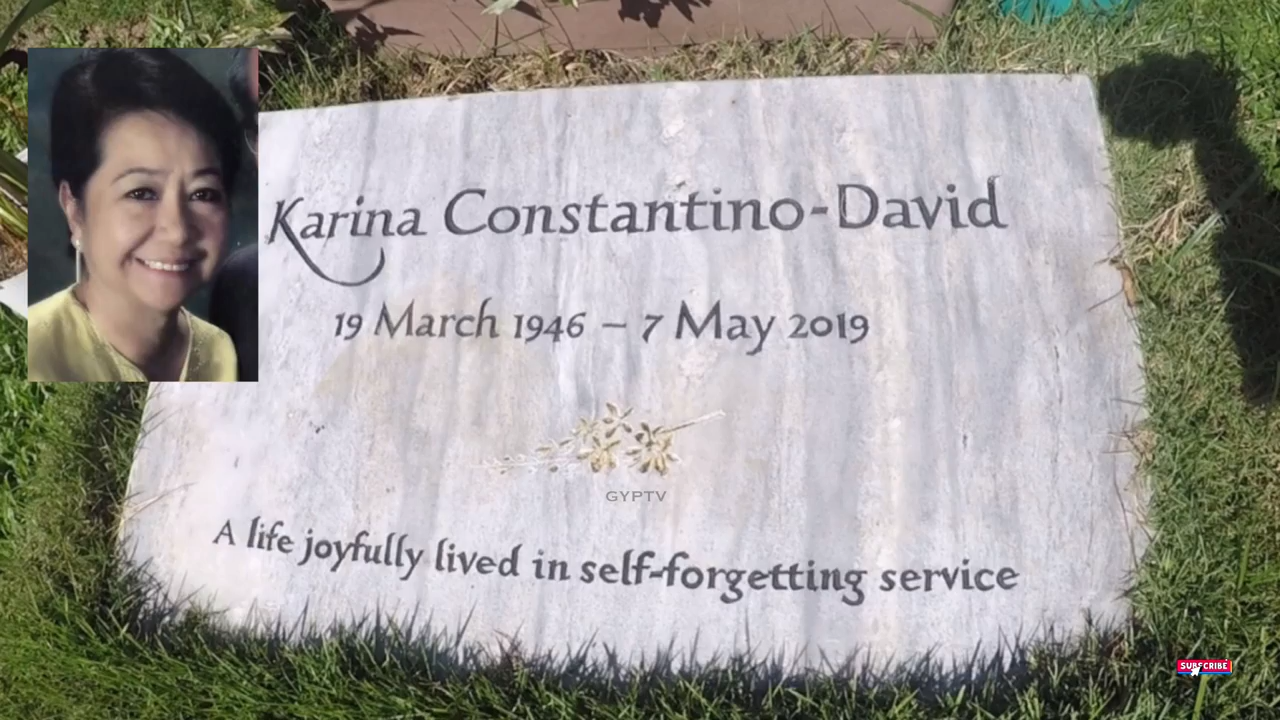 Karina Constantino-David
19 March 1946 – 7 May 2019
GYPTV
A life joyfully lived in self-forgetting service
SUBSCRIBE